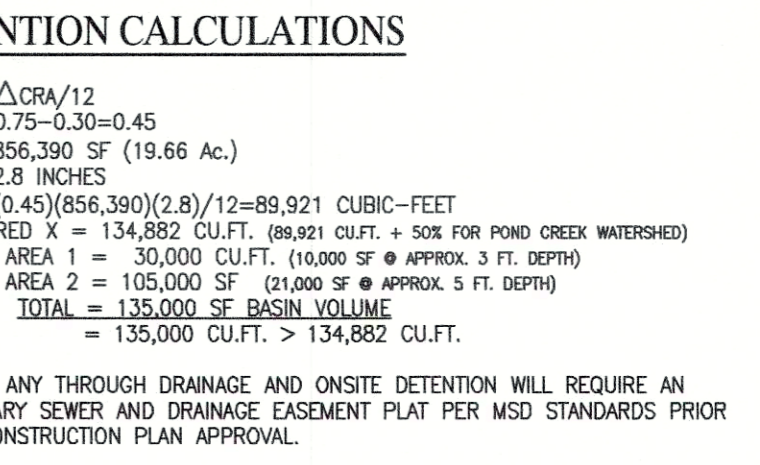 NTION CALCULATIONS
△CRA/12
0.75-0.30=0.45
856,390 SF (19.66 Ac.)
2.8 INCHES
(0.45)(856,390)(2.8)/12=89,921 CUBIC-FEET
RED X = 134,882 CU.FT. (89,921 CU.FT. + 50% FOR POND CREEK WATERSHED)
AREA 1 = 30,000 CU.FT. (10,000 SF @ APPROX. 3 FT. DEPTH)
AREA 2 = 105,000 SF (21,000 SF @ APPROX. 5 FT. DEPTH)
TOTAL = 135,000 SF BASIN VOLUME
= 135,000 CU.FT. > 134,882 CU.FT.
ANY THROUGH DRAINAGE AND ONSITE DETENTION WILL REQUIRE AN
ARY SEWER AND DRAINAGE EASEMENT PLAT PER MSD STANDARDS PRIOR
ONSTRUCTION PLAN APPROVAL.